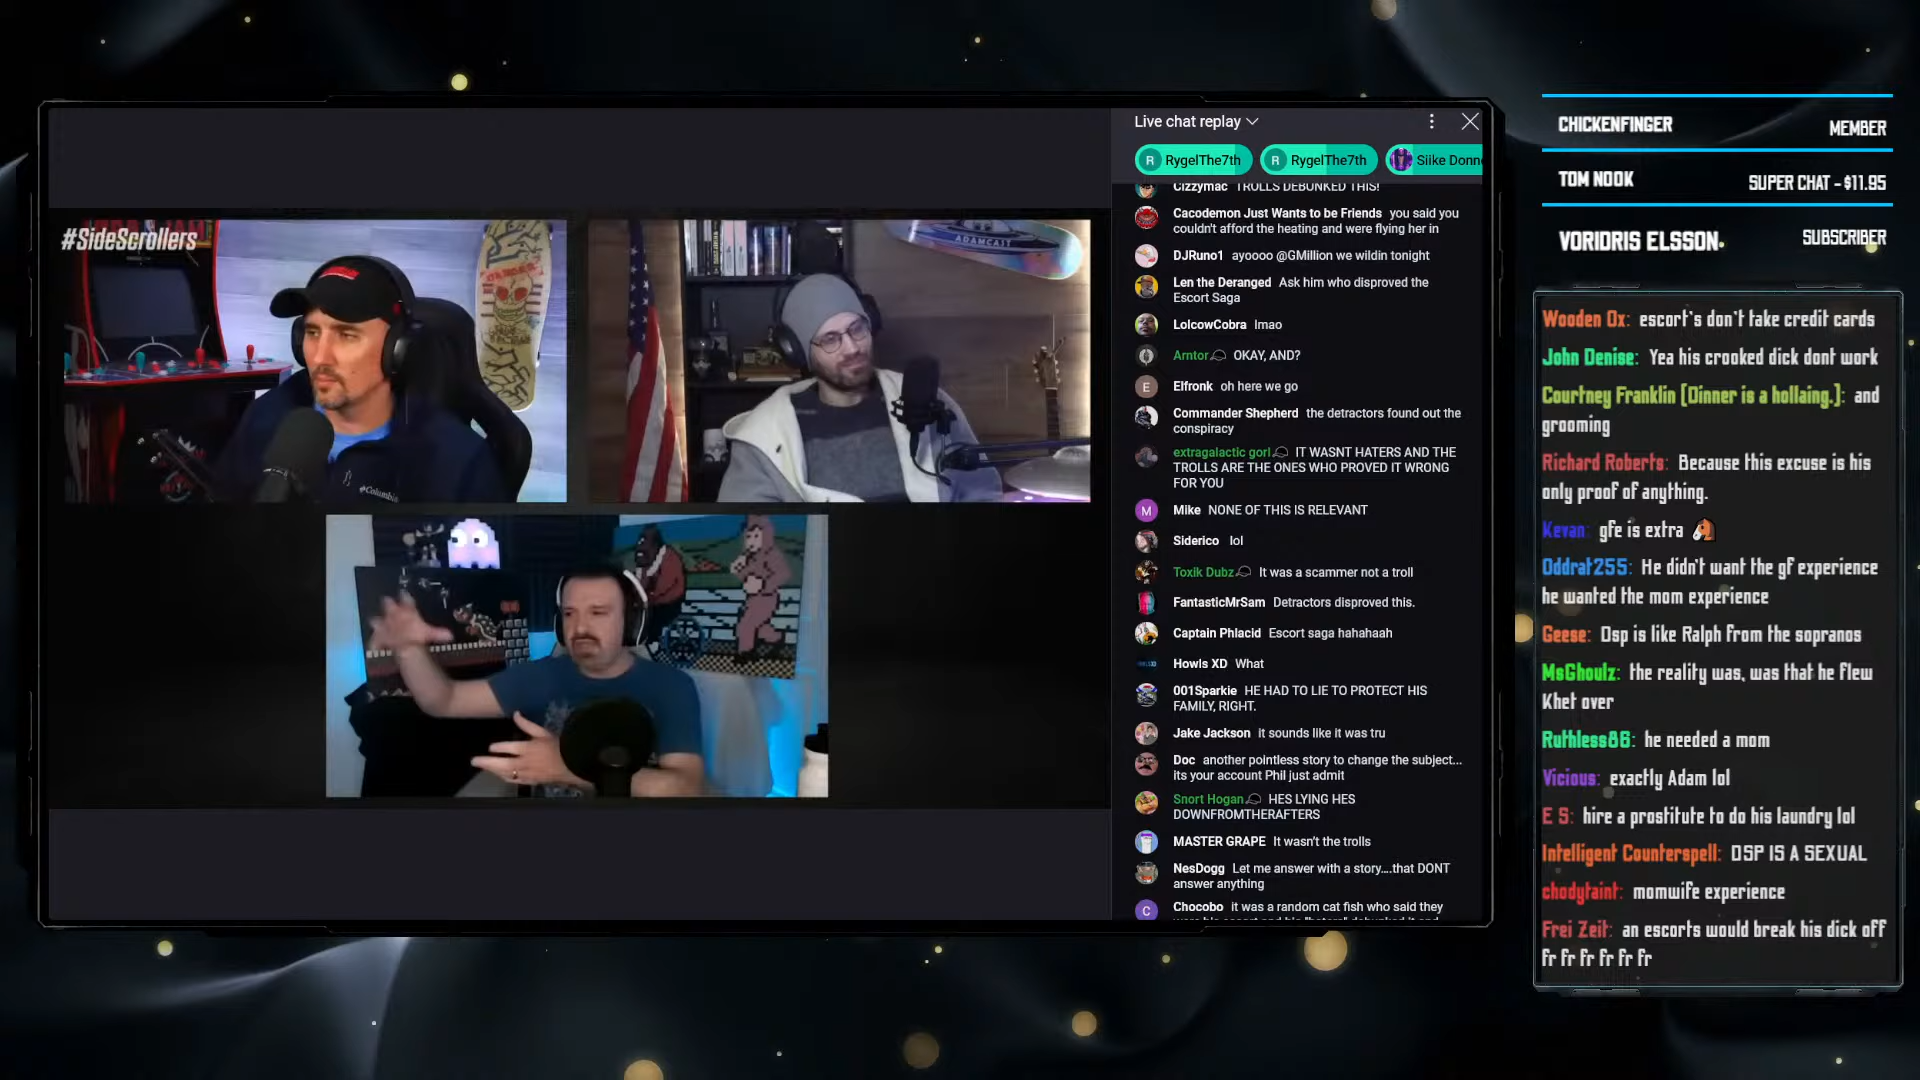 #SideScrollers
ADAMCAST
DANGER
Columbia
Live chat replay
R RygelThe7th R RygelThe7th Siike Donn
Cizzymac TROLLS DEBUNKED THIS!
Cacodemon Just Wants to be Friends you said you
couldn't afford the heating and were flying her in
DJRuno1 ayoooo @GMillion we wildin tonight
Len the Deranged Ask him who disproved the
Escort Saga
LolcowCobra lmao
Arntor OKAY, AND?
E Elfronk oh here we go
Commander Shepherd the detractors found out the
conspiracy
extragalactic gorl IT WASNT HATERS AND THE
TROLLS ARE THE ONES WHO PROVED IT WRONG
FOR YOU
M Mike NONE OF THIS IS RELEVANT
Siderico lol
Toxik Dubz It was a scammer not a troll
FantasticMrSam Detractors disproved this.
Captain Phlacid Escort saga hahahaah
Howls XD What
001Sparkie HE HAD TO LIE TO PROTECT HIS
FAMILY, RIGHT.
Jake Jackson it sounds like it was tru
Doc another pointless story to change the subject...
its your account Phil just admit
Snort Hogan HES LYING HES
DOWNFROMTHERAFTERS
MASTER GRAPE It wasn't the trolls
NesDogg Let me answer with a story....that DONT
answer anything
C Chocobo it was a random cat fish who said they
CHICKENFINGER MEMBER
TOM NOOK SUPER CHAT - $11.95
VORIDRIS ELSSON SUBSCRIBER
Wooden Ox: escort's don't take credit cards
John Denise: Yea his crooked dick dont work
Courtney Franklin (Dinner is a hollaing.): and
grooming
Richard Roberts: Because this excuse is his
only proof of anything.
Kevan: gfe is extra
Oddrat255: He didn't want the gf experience
he wanted the mom experience
Geese: Dsp is like Ralph from the sopranos
MsGhoulz: the reality was, was that he flew
Khet over
Ruthless86: he needed a mom
Vicious: exactly Adam lol
E S: hire a prostitute to do his laundry lol
Intelligent Counterspell: DSP IS A SEXUAL
chodytaint: momwife experience
Frei Zeit: an escorts would break his dick off
fr fr fr fr fr fr